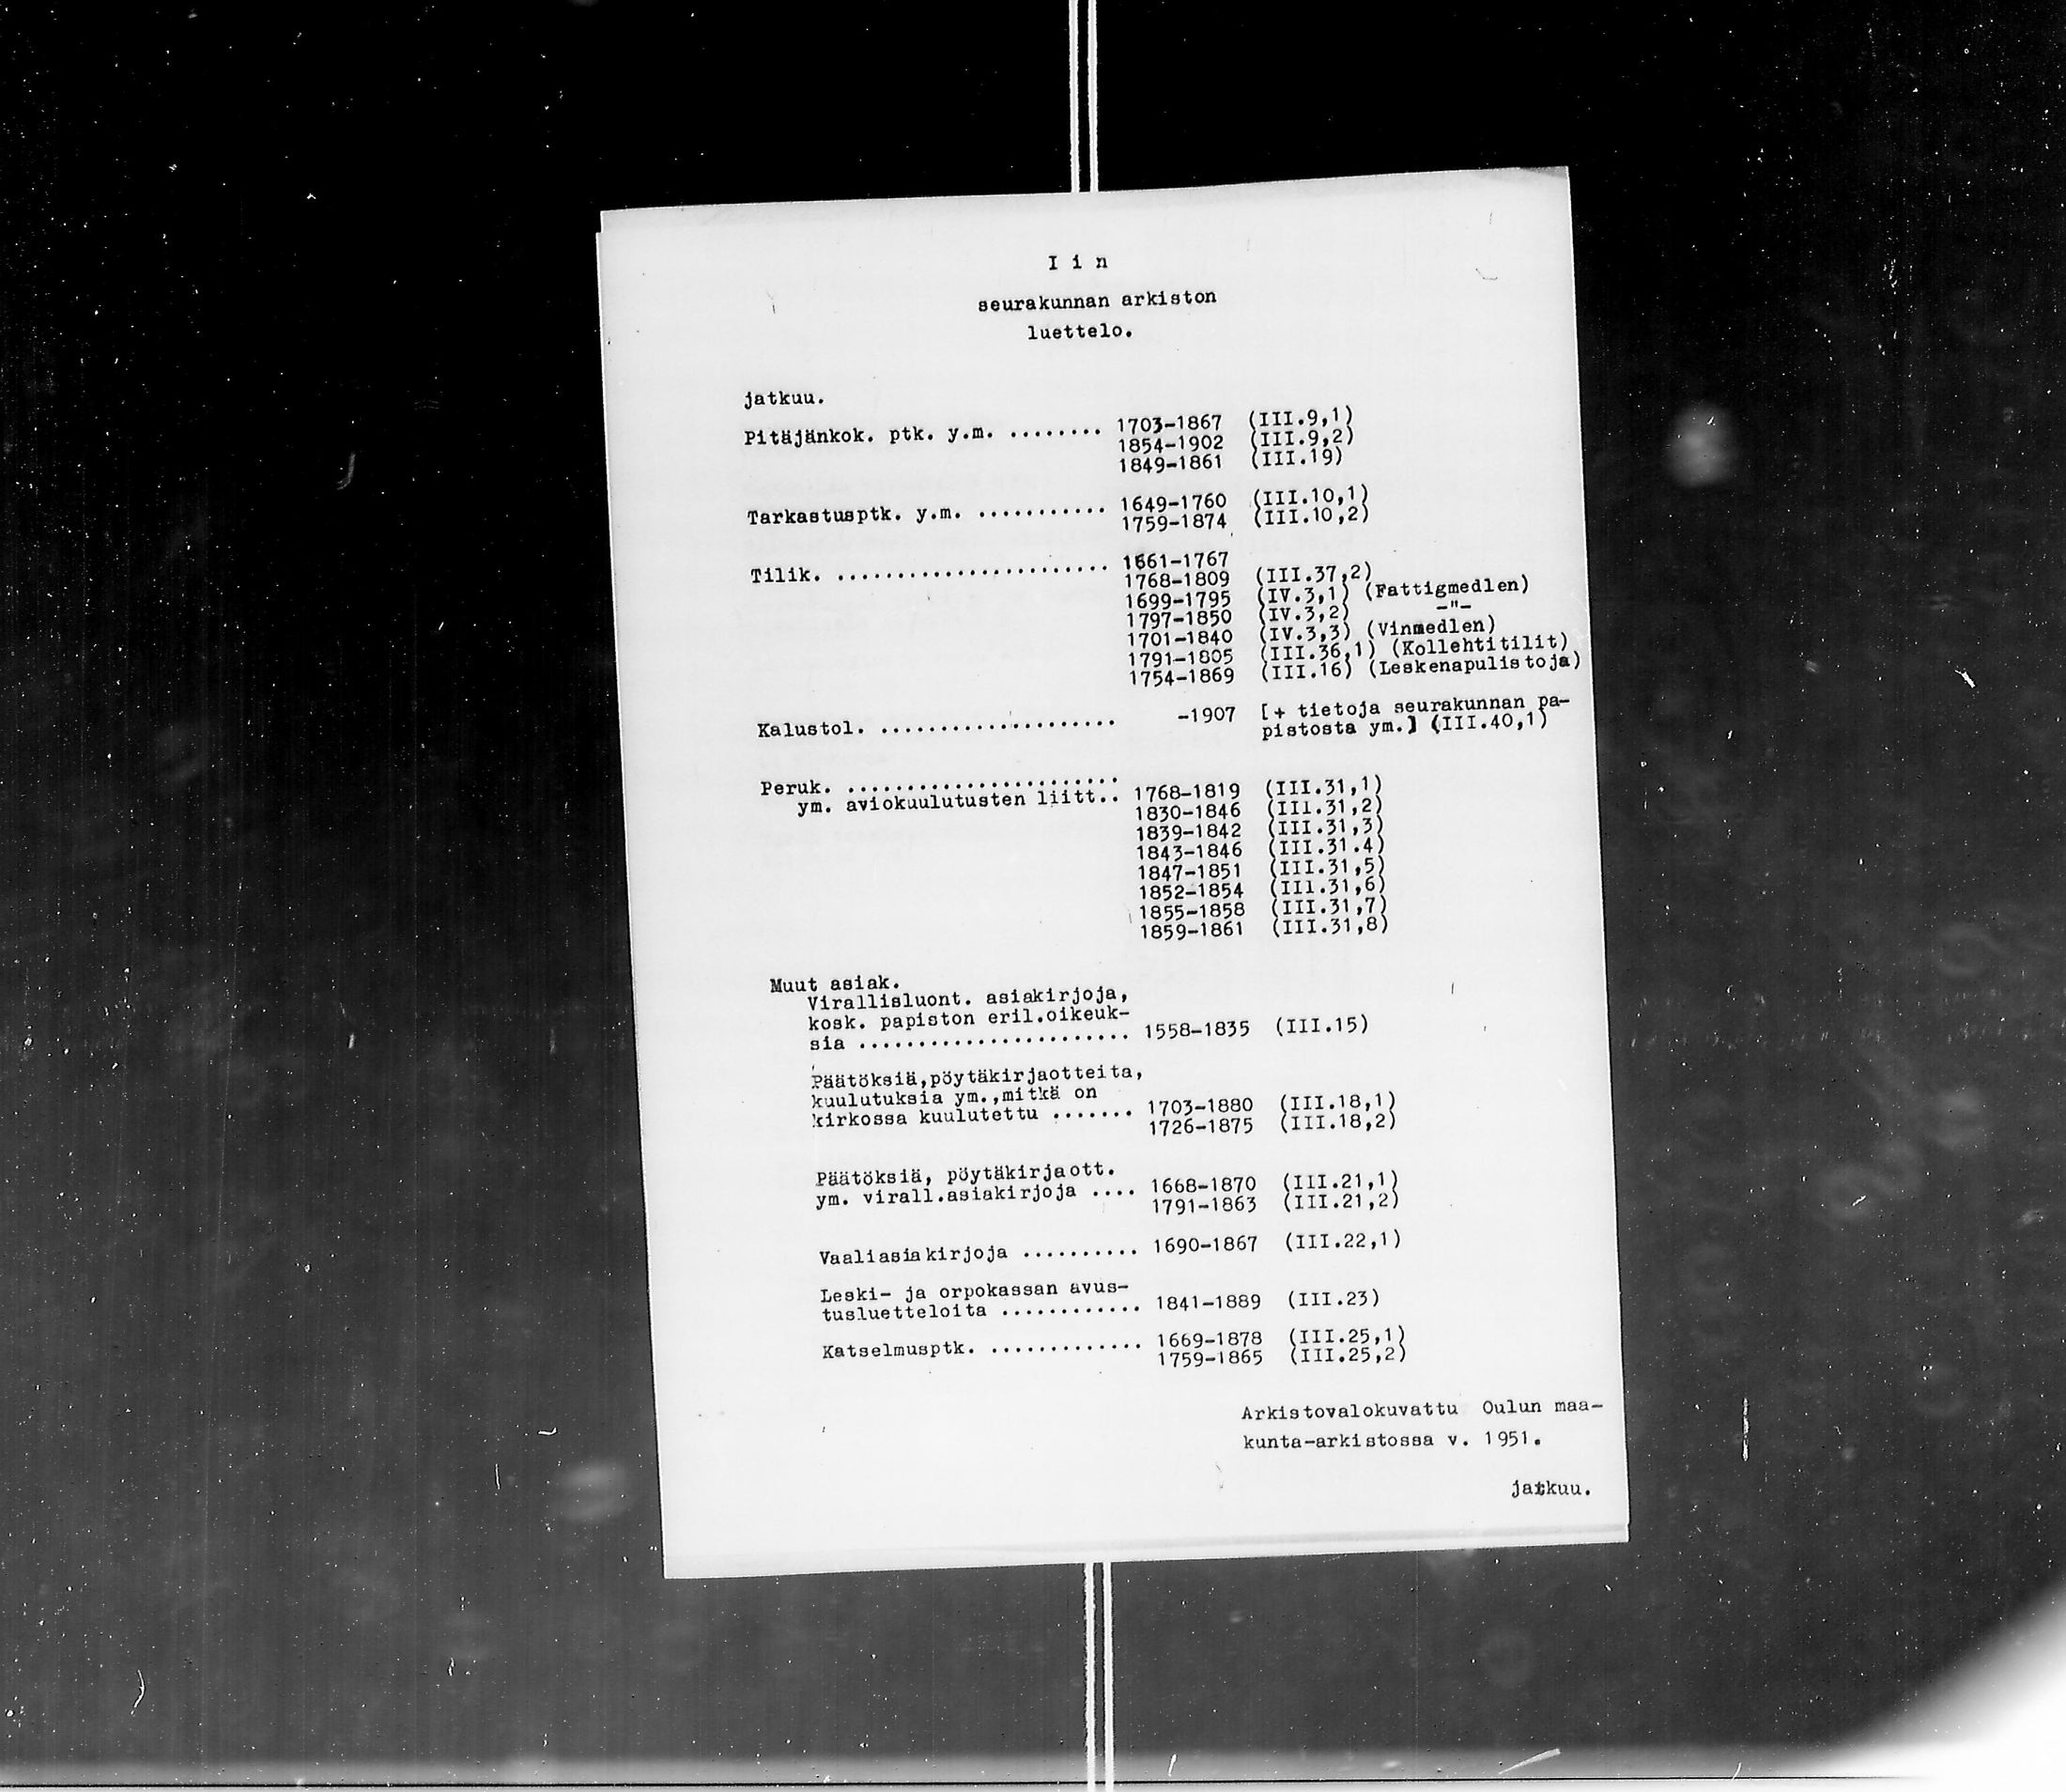 I i n
seurakunnan arkiston
luettelo.
jatkuu.
Pitäjänkok. ptk. y.m. ........ 1703-1867 (III.9,1)
1854-1902 (III.9,2)
1849-1861 (III.19)
Tarkastusptk. y.m. ........... 1649-1760 (III.10,1)
1759-1874 (III.10,2)
Tilik. ....................... 1661-1767
1768-1809 (III.37,2)
1699-1795 (IV.3,1) (Fattigmedlen)
1797-1850 (IV.3,2) -"-
1701-1840 (IV.3,3) (Vinmedlen)
1791-1805 (III.36,1) (Kollehtitilit)
1754-1869 (III.16) (Leskenapulistoja)
Kalustol. .................... -1907 [+ tietoja seurakunnan pa-
pistosta ym.] (III.40,1)
Peruk. .......................
ym. aviokuulutusten liitt.. 1768-1819 (III.31,1)
1830-1846 (III.31,2)
1839-1842 (III.31,3)
1843-1846 (III.31.4)
1847-1851 (III.31,5)
1852-1854 (III.31,6)
1855-1858 (III.31,7)
1859-1861 (III.31,8)
Muut asiak.
Virallisluont. asiakirjoja,
kosk. papiston eril.oikeuk-
sia ....................... 1558-1835 (III.15)
Päätöksiä,pöytäkirjaotteita,
kuulutuksia ym.,mitkä on
kirkossa kuulutettu ....... 1703-1880 (III.18,1)
1726-1875 (III.18,2)
Päätöksiä, pöytäkirjaott.
ym. virall.asiakirjoja .... 1668-1870 (III.21,1)
1791-1863 (III.21,2)
Vaaliasiakirjoja .......... 1690-1867 (III.22,1)
Leski- ja orpokassan avus-
tusluetteloita ............ 1841-1889 (III.23)
Katselmusptk. ............. 1669-1878 (III.25,1)
1759-1865 (III.25,2)
Arkistovalokuvattu Oulun maa-
kunta-arkistossa v. 1951.
jatkuu.